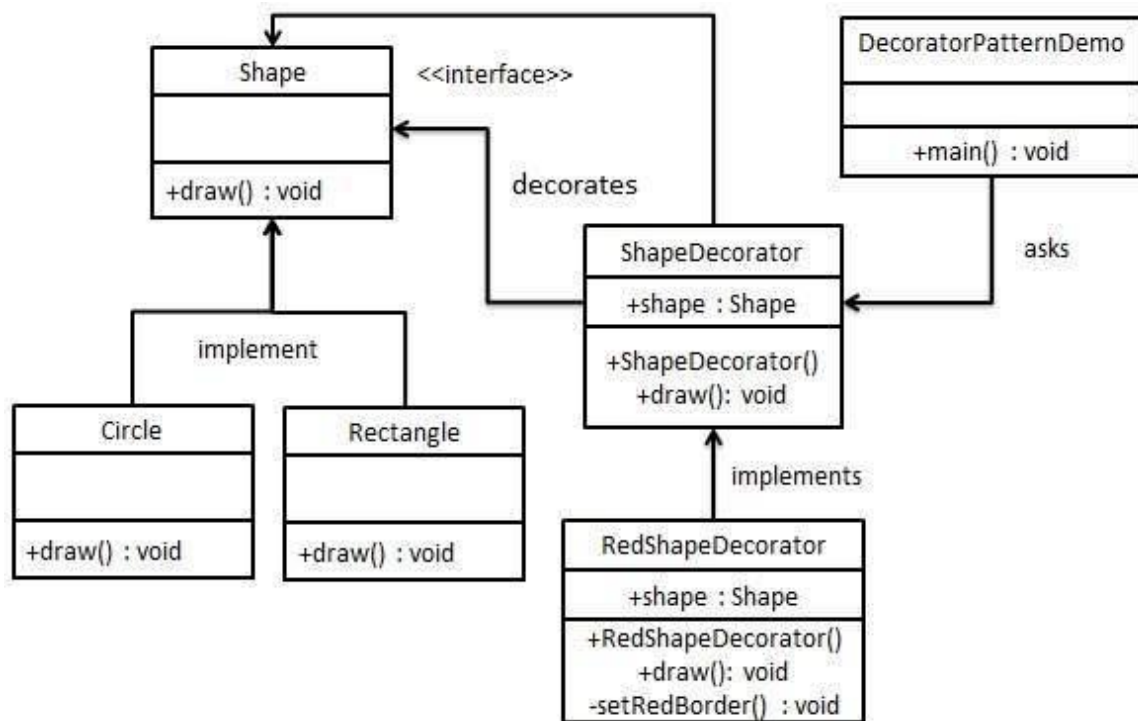 Shape
<<interface>>
+draw() : void
decorates
DecoratorPatternDemo
+main() : void
asks
ShapeDecorator
+shape : Shape
+ShapeDecorator()
+draw(): void
implement
Circle
+draw() : void
Rectangle
+draw() : void
implements
RedShapeDecorator
+shape : Shape
+RedShapeDecorator()
+draw(): void
-setRedBorder() : void